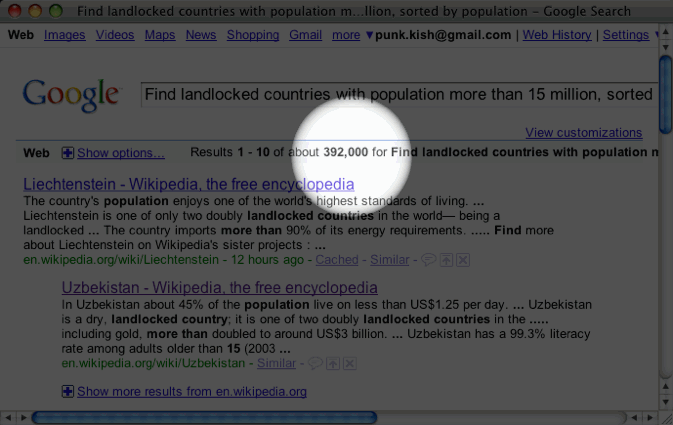 Find landlocked countries with population m...llion, sorted by population – Google Search
Web Images Videos Maps News Shopping Gmail more ▼ punk.kish@gmail.com | Web History | Settings ▼
Google
Find landlocked countries with population more than 15 million, sorted
View customizations
Web Show options... Results 1 - 10 of about 392,000 for Find landlocked countries with population m
Liechtenstein - Wikipedia, the free encyclopedia
The country's population enjoys one of the world's highest standards of living. ...
Liechtenstein is one of only two doubly landlocked countries in the world— being a
landlocked ... The country imports more than 90% of its energy requirements. ..... Find more
about Liechtenstein on Wikipedia's sister projects : ...
en.wikipedia.org/wiki/Liechtenstein - 12 hours ago - Cached - Similar -
Uzbekistan - Wikipedia, the free encyclopedia
In Uzbekistan about 45% of the population live on less than US$1.25 per day. ... Uzbekistan
is a dry, landlocked country; it is one of two doubly landlocked countries in the .....
including gold, more than doubled to around US$3 billion. ... Uzbekistan has a 99.3% literacy
rate among adults older than 15 (2003 ...
en.wikipedia.org/wiki/Uzbekistan - Similar -
Show more results from en.wikipedia.org